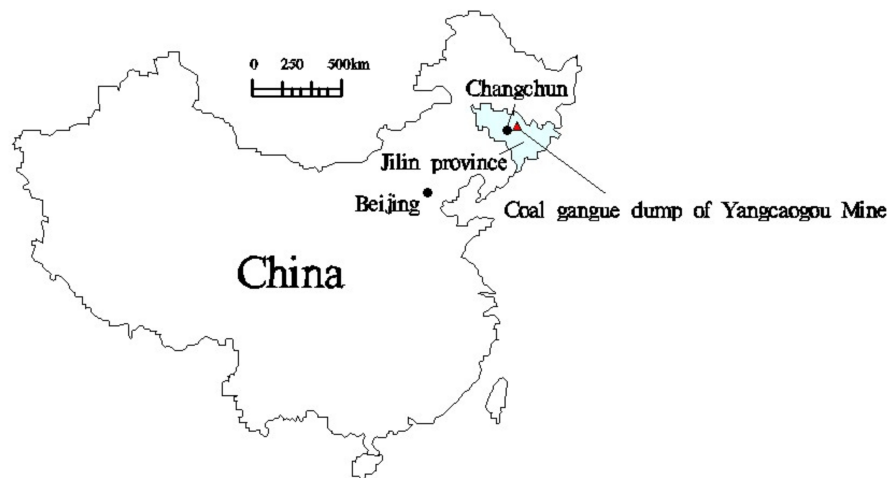 0 250 500km
Changchun
Jilin province
Beijing
Coal gangue dump of Yangcaogou Mine
China